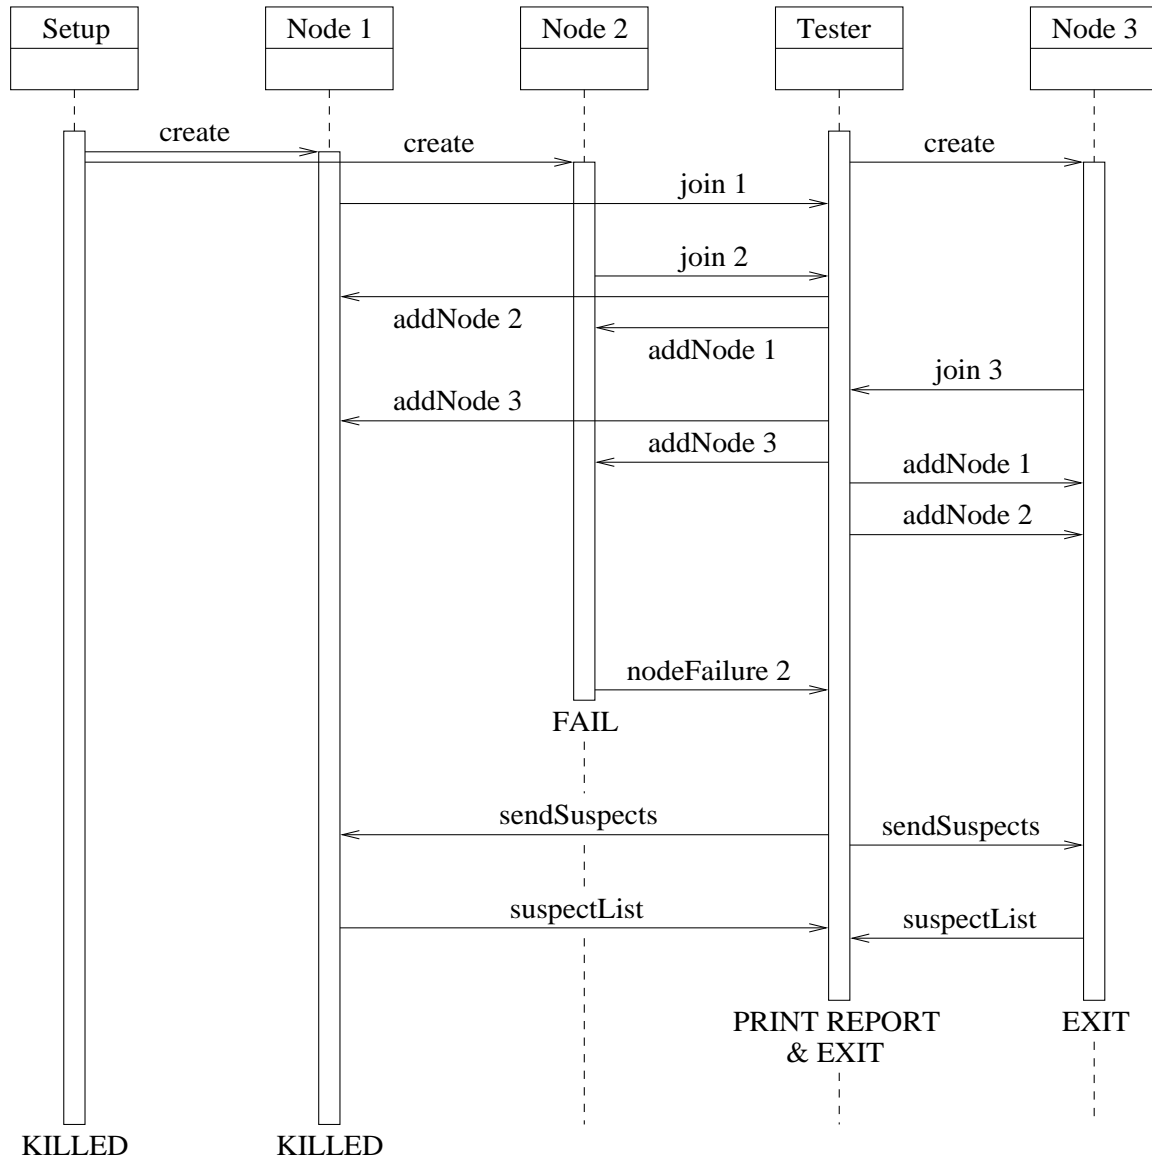 Setup
Node 1
Node 2
Tester
Node 3
create
create
create
join 1
join 2
addNode 2
addNode 1
join 3
addNode 3
addNode 3
addNode 1
addNode 2
nodeFailure 2
FAIL
sendSuspects
sendSuspects
suspectList
suspectList
PRINT REPORT
& EXIT
EXIT
KILLED
KILLED